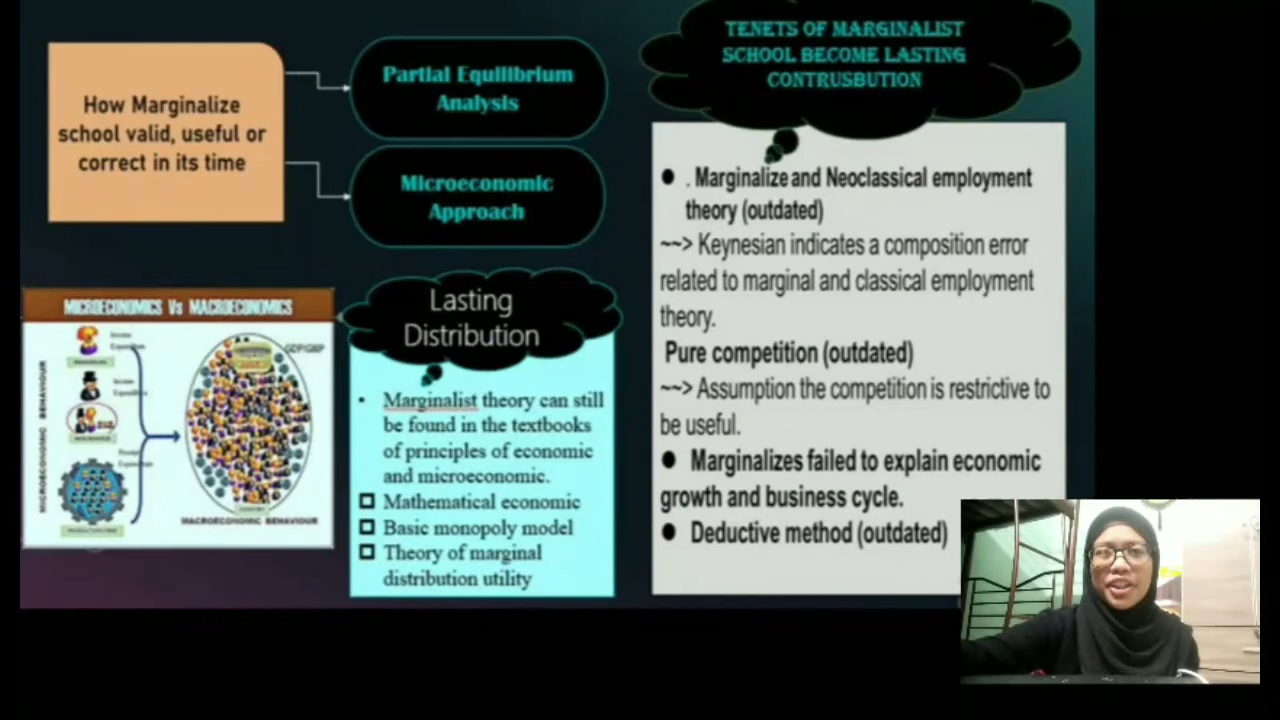 How Marginalize
school valid, useful or
correct in its time
Partial Equilibrium
Analysis
Microeconomic
Approach
TENETS OF MARGINALIST
SCHOOL BECOME LASTING
CONTRUSBUTION
● . Marginalize and Neoclassical employment
theory (outdated)
~~> Keynesian indicates a composition error
related to marginal and classical employment
theory.
Pure competition (outdated)
~~> Assumption the competition is restrictive to
be useful.
● Marginalizes failed to explain economic
growth and business cycle.
● Deductive method (outdated)
MICROECONOMICS Vs MACROECONOMICS
MICROECONOMIC BEHAVIOUR
Income
Income
GDP/GNP
MACROECONOMIC BEHAVIOUR
Lasting
Distribution
• Marginalist theory can still
be found in the textbooks
of principles of economic
and microeconomic.
❑ Mathematical economic
❑ Basic monopoly model
❑ Theory of marginal
distribution utility